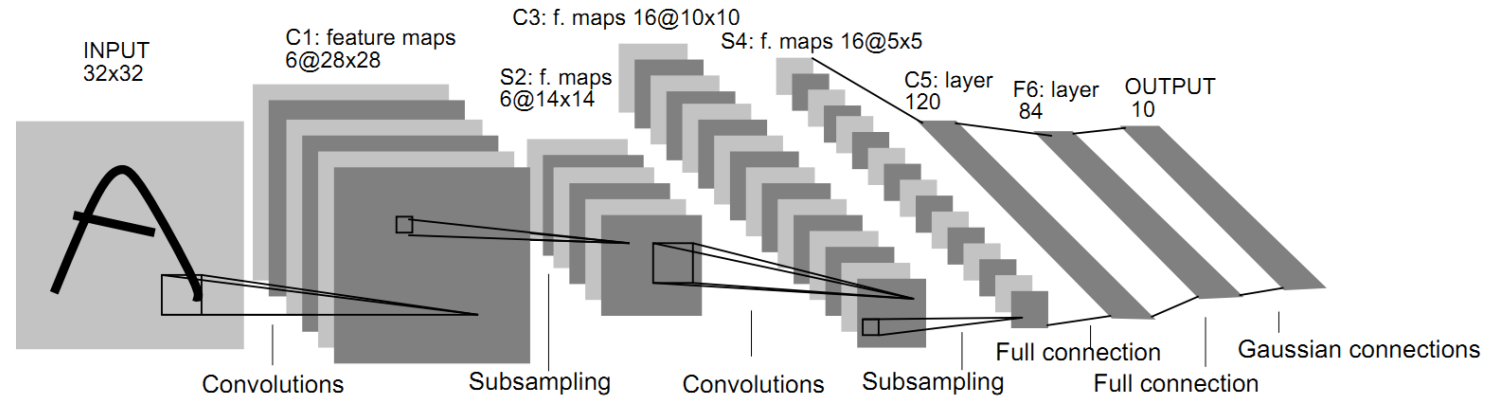 INPUT
32x32
C1: feature maps
6@28x28
S2: f. maps
6@14x14
C3: f. maps 16@10x10
S4: f. maps 16@5x5
C5: layer
120
F6: layer
84
OUTPUT
10
Convolutions
Subsampling
Convolutions
Subsampling
Full connection
Full connection
Gaussian connections